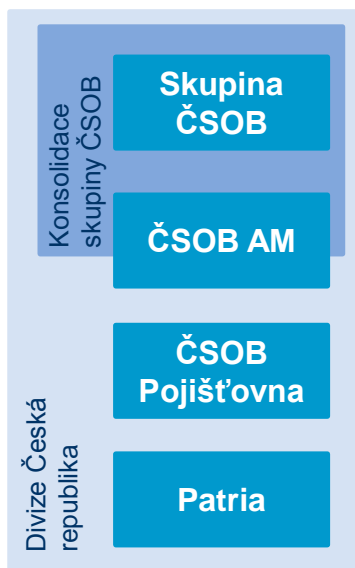 Konsolidace
skupiny ČSOB
Skupina
ČSOB
ČSOB AM
ČSOB
Pojišťovna
Divize Česká
republika
Patria